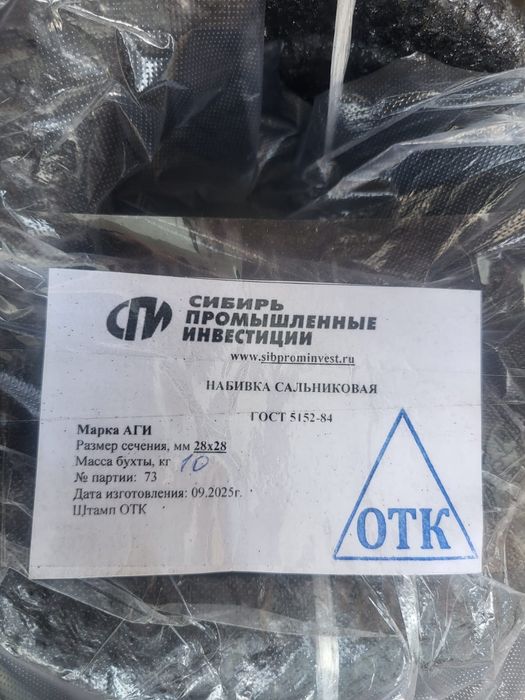 СПИ
СИБИРЬ
ПРОМЫШЛЕННЫЕ
ИНВЕСТИЦИИ
www.sibprominvest.ru
НАБИВКА САЛЬНИКОВАЯ
ГОСТ 5152-84
Марка АГИ
Размер сечения, мм 28х28
Масса бухты, кг 10
№ партии: 73
Дата изготовления: 09.2025г.
Штамп ОТК
ОТК